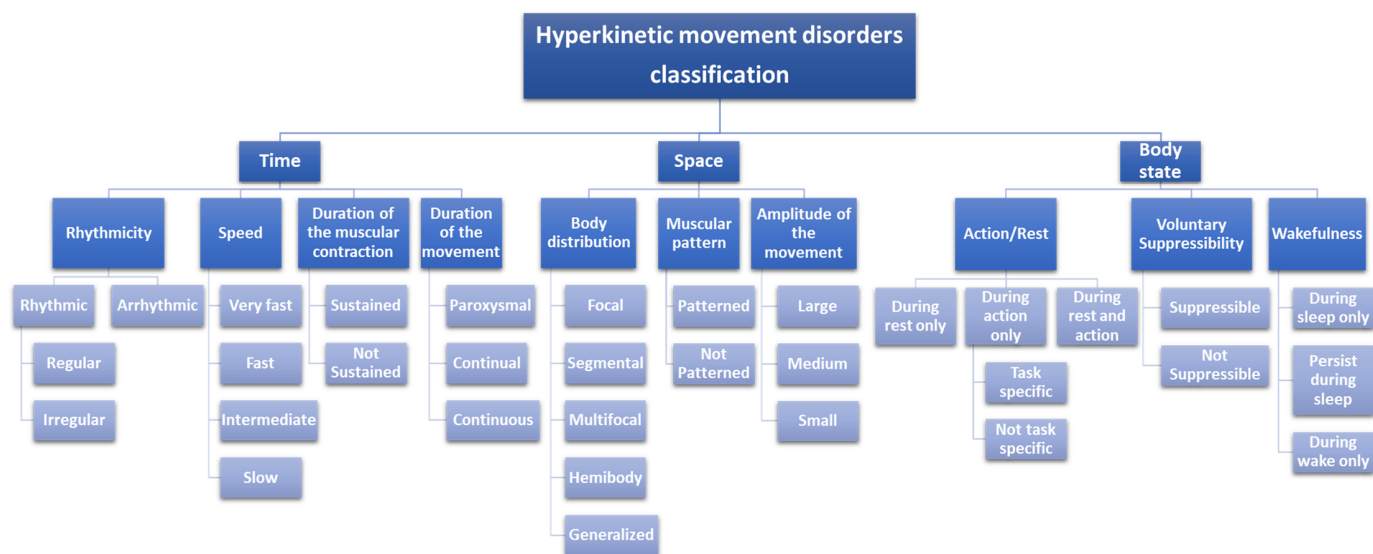 Hyperkinetic movement disorders
classification
Time
Space
Body
state
Rhythmicity
Speed
Duration of
the muscular
contraction
Duration
of the
movement
Body
distribution
Muscular
pattern
Amplitude of
the
movement
Action/Rest
Voluntary
Suppressibility
Wakefulness
Rhythmic
Arrhythmic
Regular
Irregular
Very fast
Fast
Intermediate
Slow
Sustained
Not
Sustained
Paroxysmal
Continual
Continuous
Focal
Segmental
Multifocal
Hemibody
Generalized
Patterned
Not
Patterned
Large
Medium
Small
During
rest only
During
action
only
Task
specific
Not task
specific
During
rest and
action
Suppressible
Not
Suppressible
During
sleep only
Persist
during
sleep
During
wake only